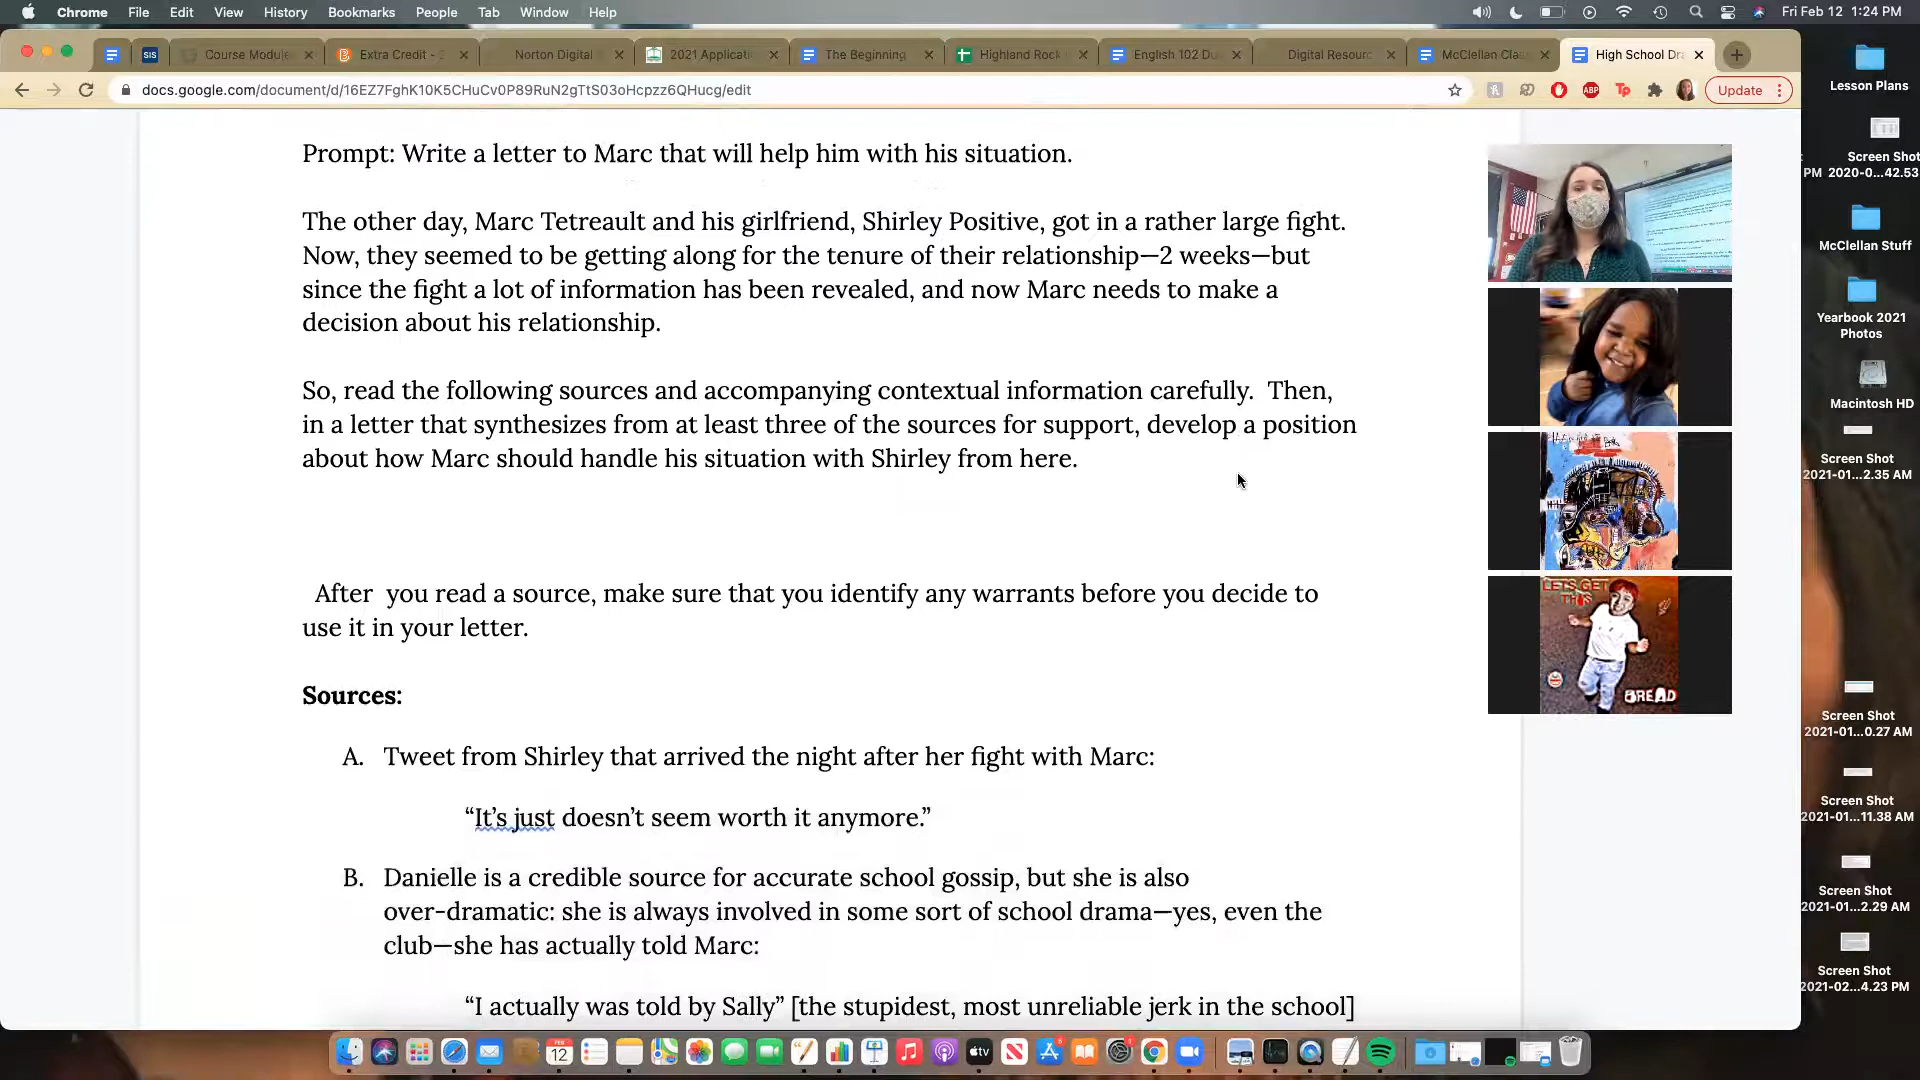 Chrome File Edit View History Bookmarks People Tab Window Help Fri Feb 12 1:24 PM
SIS Course Module Extra Credit - Norton Digital 2021 Applicati The Beginning Highland Rock English 102 Du Digital Resourc McClellan Clas High School Dra
docs.google.com/document/d/16EZ7FghK10K5CHuCv0P89RuN2gTtS03oHcpzz6QHucg/edit ABP Update
Prompt: Write a letter to Marc that will help him with his situation.
The other day, Marc Tetreault and his girlfriend, Shirley Positive, got in a rather large fight.
Now, they seemed to be getting along for the tenure of their relationship—2 weeks—but
since the fight a lot of information has been revealed, and now Marc needs to make a
decision about his relationship.
So, read the following sources and accompanying contextual information carefully. Then,
in a letter that synthesizes from at least three of the sources for support, develop a position
about how Marc should handle his situation with Shirley from here.
After you read a source, make sure that you identify any warrants before you decide to
use it in your letter.
Sources:
A. Tweet from Shirley that arrived the night after her fight with Marc:
“It’s just doesn’t seem worth it anymore.”
B. Danielle is a credible source for accurate school gossip, but she is also
over-dramatic: she is always involved in some sort of school drama—yes, even the
club—she has actually told Marc:
“I actually was told by Sally” [the stupidest, most unreliable jerk in the school]
LETS GET
THIS
BREAD
Lesson Plans
Screen Shot
PM 2020-0...42.53
McClellan Stuff
Yearbook 2021
Photos
Macintosh HD
Screen Shot
2021-01...2.35 AM
Screen Shot
2021-01...0.27 AM
Screen Shot
2021-01...11.38 AM
Screen Shot
2021-01...2.29 AM
Screen Shot
2021-02...4.23 PM
FEB
12
tv